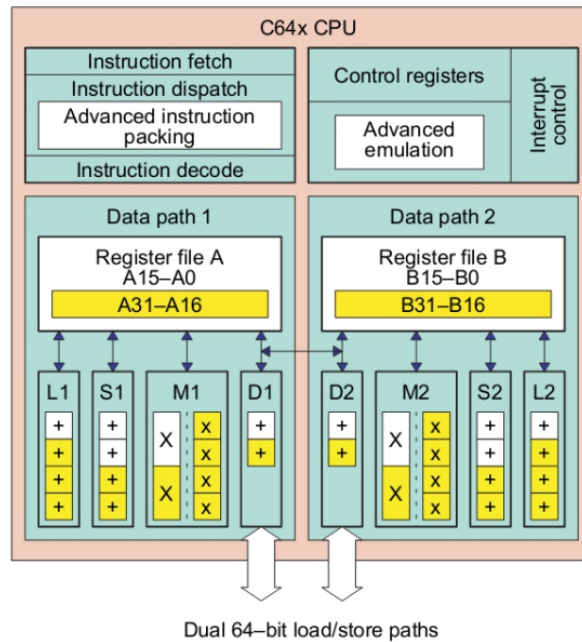 C64x CPU
Instruction fetch
Instruction dispatch
Advanced instruction
packing
Instruction decode
Control registers
Advanced
emulation
Interrupt
control
Data path 1
Register file A
A15–A0
A31–A16
L1 S1 M1 D1
+ + X x +
+ + x +
+ + X x
+ + x
Data path 2
Register file B
B15–B0
B31–B16
D2 M2 S2 L2
+ X x + +
+ x + +
X x + +
x + +
Dual 64–bit load/store paths